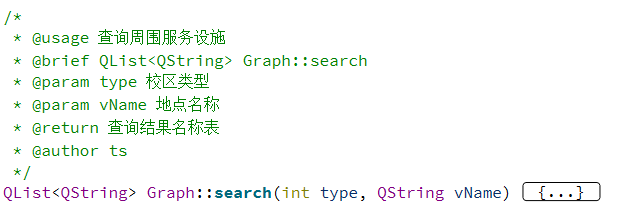 /*
 * @usage 查询周围服务设施
 * @brief QList<QString> Graph::search
 * @param type 校区类型
 * @param vName 地点名称
 * @return 查询结果名称表
 * @author ts
 */
QList<QString> Graph::search(int type, QString vName) {...}